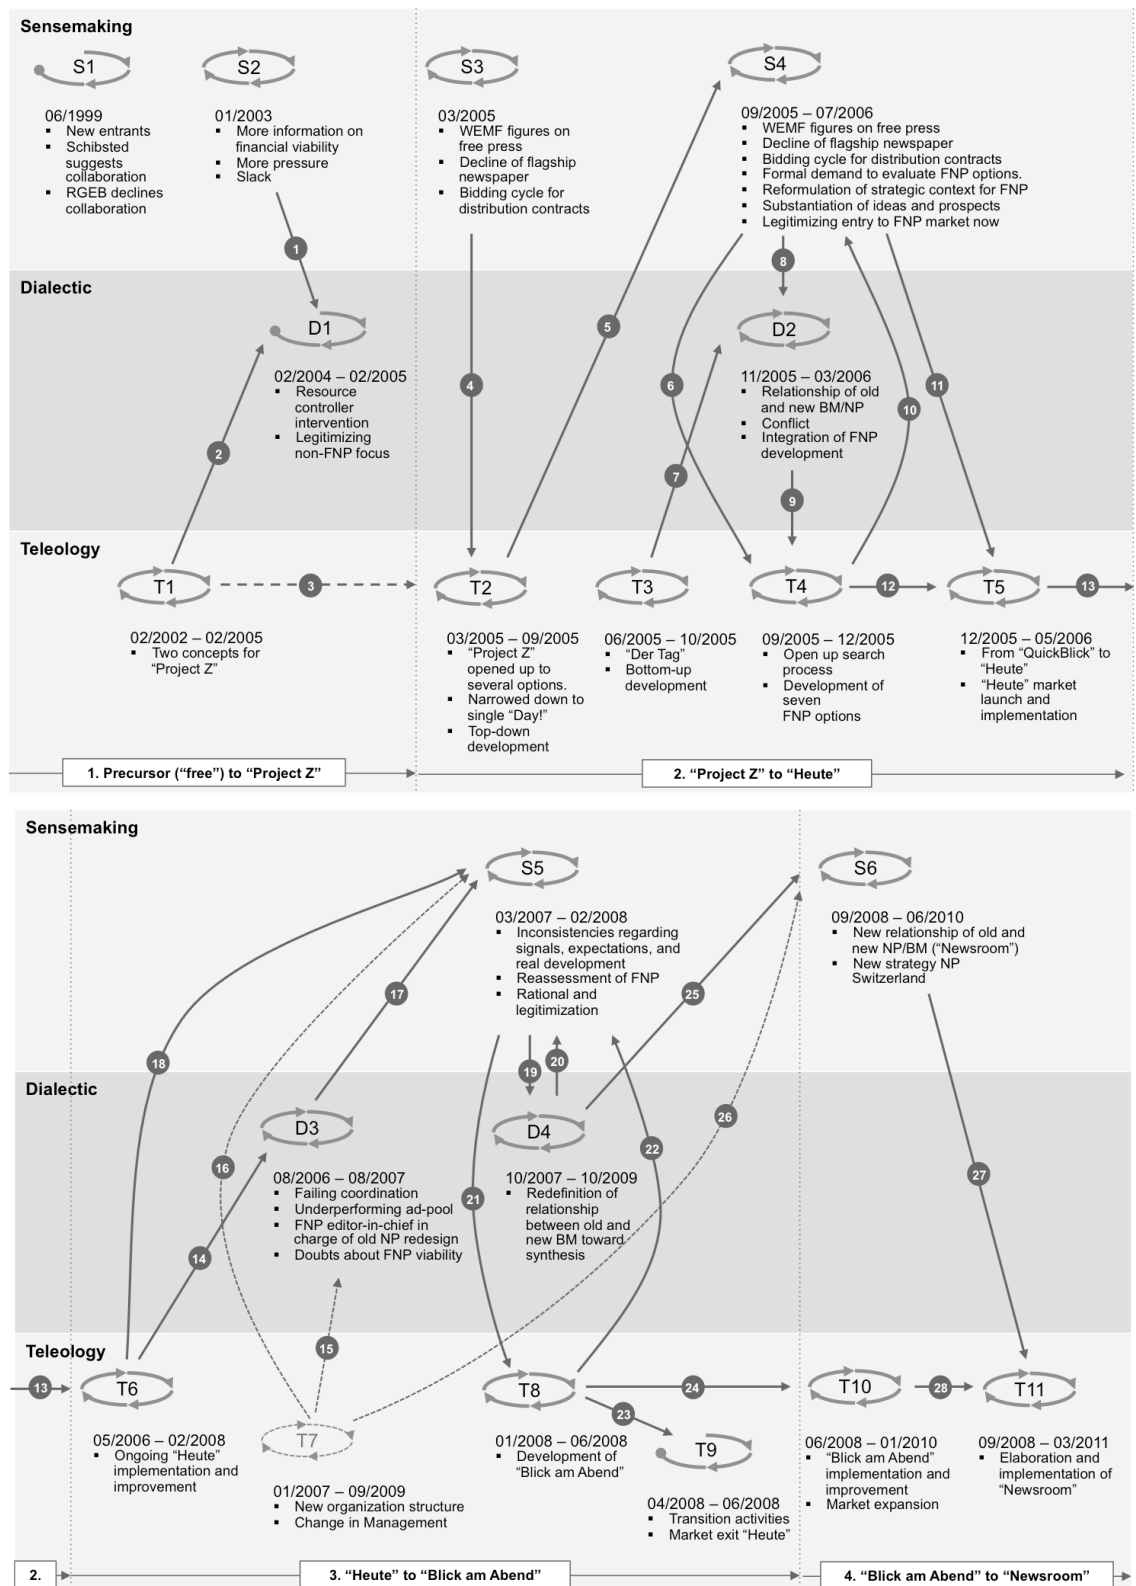 Sensemaking
S1
S2
S3
S4
06/1999
▪ New entrants
▪ Schibsted
suggests
collaboration
▪ RGEB declines
collaboration
01/2003
▪ More information on
financial viability
▪ More pressure
▪ Slack
03/2005
▪ WEMF figures on
free press
▪ Decline of flagship
newspaper
▪ Bidding cycle for
distribution contracts
09/2005 – 07/2006
▪ WEMF figures on free press
▪ Decline of flagship newspaper
▪ Bidding cycle for distribution contracts
▪ Formal demand to evaluate FNP options.
▪ Reformulation of strategic context for FNP
▪ Substantiation of ideas and prospects
▪ Legitimizing entry to FNP market now
1
8
Dialectic
D1
5
D2
02/2004 – 02/2005
▪ Resource
controller
intervention
▪ Legitimizing
non-FNP focus
4
6
11/2005 – 03/2006
▪ Relationship of old
and new BM/NP
▪ Conflict
▪ Integration of FNP
development
11
10
2
7
9
Teleology
T1
3
T2
T3
T4
12
T5
13
02/2002 – 02/2005
▪ Two concepts for
“Project Z”
03/2005 – 09/2005
▪ “Project Z”
opened up to
several options.
▪ Narrowed down to
single “Day!”
▪ Top-down
development
06/2005 – 10/2005
▪ “Der Tag”
▪ Bottom-up
development
09/2005 – 12/2005
▪ Open up search
process
▪ Development of
seven
FNP options
12/2005 – 05/2006
▪ From “QuickBlick” to
“Heute”
▪ “Heute” market
launch and
implementation
1. Precursor (“free”) to “Project Z”
2. “Project Z” to “Heute”
Sensemaking
S5
S6
03/2007 – 02/2008
▪ Inconsistencies regarding
signals, expectations, and
real development
▪ Reassessment of FNP
▪ Rational and
legitimization
09/2008 – 06/2010
▪ New relationship of old and
new NP/BM (“Newsroom”)
▪ New strategy NP
Switzerland
17
25
18
19
20
Dialectic
D3
D4
26
16
22
27
21
08/2006 – 08/2007
▪ Failing coordination
▪ Underperforming ad-pool
▪ FNP editor-in-chief in
charge of old NP redesign
▪ Doubts about FNP viability
10/2007 – 10/2009
▪ Redefinition of
relationship
between old and
new BM toward
synthesis
14
15
Teleology
13
T6
T7
T8
24
23
T9
T10
28
T11
05/2006 – 02/2008
▪ Ongoing “Heute”
implementation and
improvement
01/2007 – 09/2009
▪ New organization structure
▪ Change in Management
01/2008 – 06/2008
▪ Development of
“Blick am Abend”
04/2008 – 06/2008
▪ Transition activities
▪ Market exit “Heute”
06/2008 – 01/2010
▪ “Blick am Abend”
implementation and
improvement
▪ Market expansion
09/2008 – 03/2011
▪ Elaboration and
implementation of
“Newsroom”
2.
3. “Heute” to “Blick am Abend”
4. “Blick am Abend” to “Newsroom”